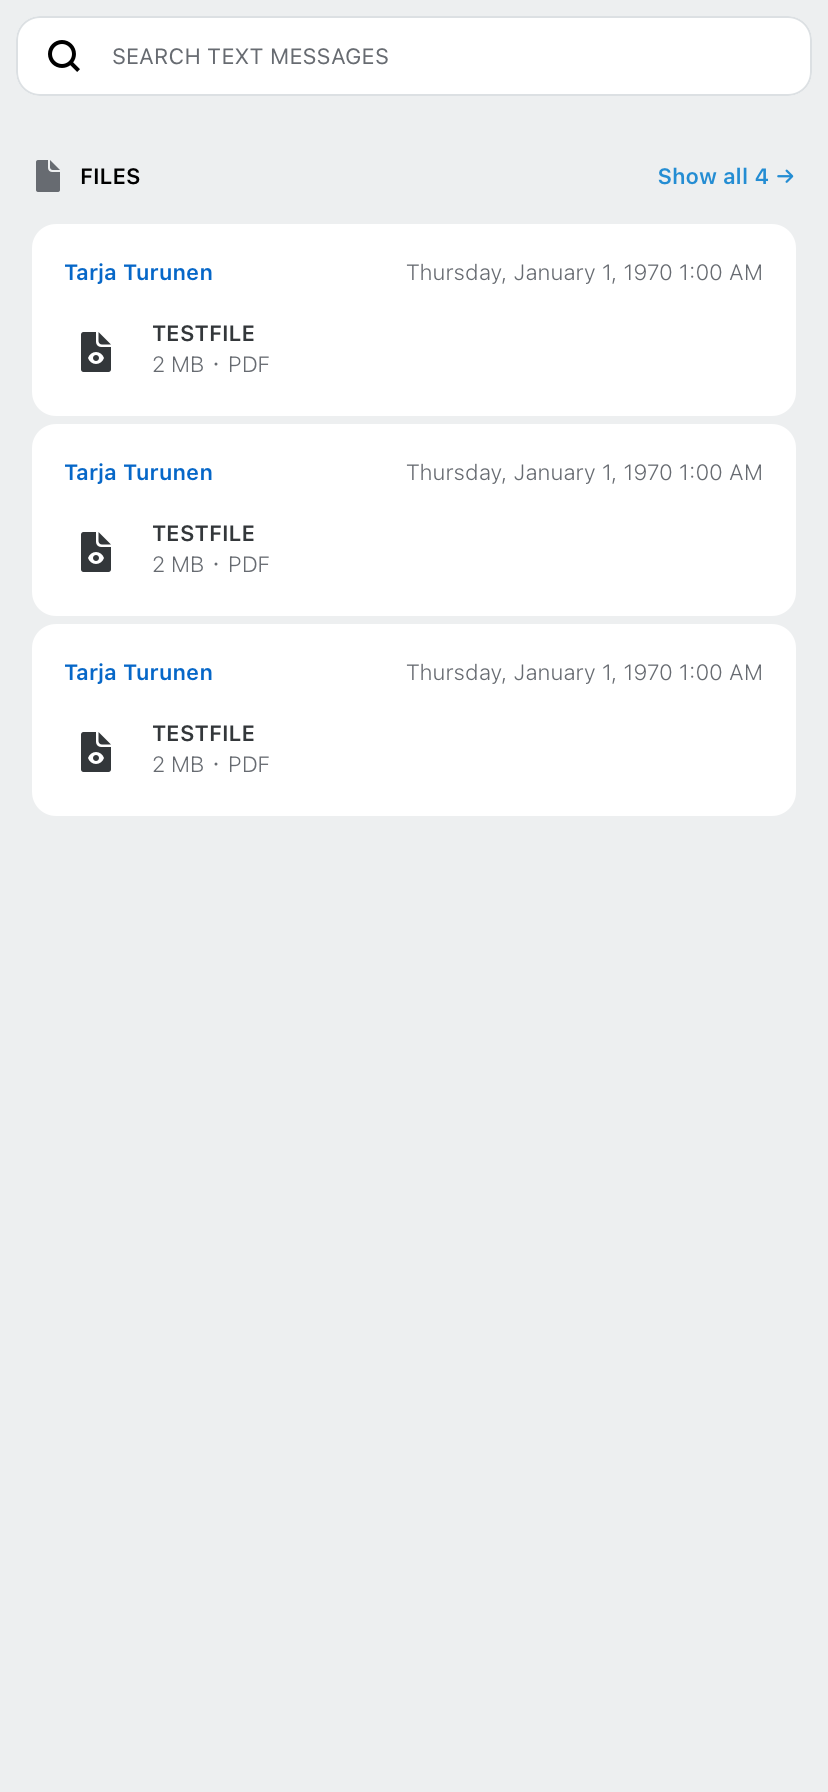 SEARCH TEXT MESSAGES
FILES
Show all 4 →
Tarja Turunen
Thursday, January 1, 1970 1:00 AM
TESTFILE
2 MB · PDF
Tarja Turunen
Thursday, January 1, 1970 1:00 AM
TESTFILE
2 MB · PDF
Tarja Turunen
Thursday, January 1, 1970 1:00 AM
TESTFILE
2 MB · PDF